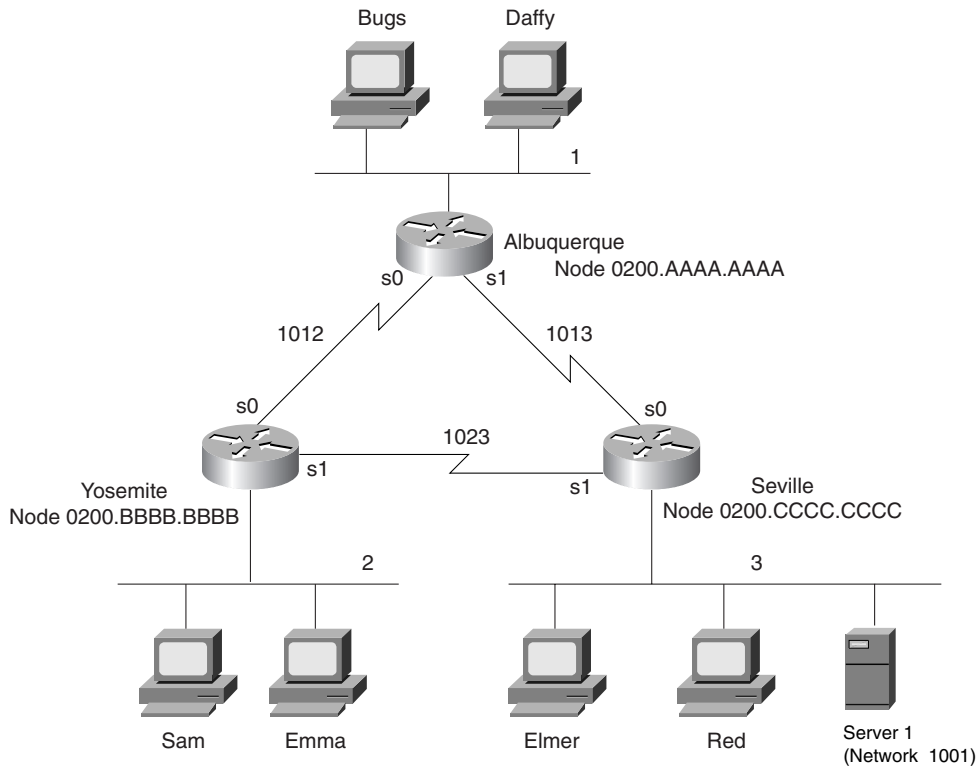 Bugs
Daffy
1
Albuquerque
Node 0200.AAAA.AAAA
s0
s1
1012
1013
s0
s0
1023
s1
s1
Yosemite
Node 0200.BBBB.BBBB
Seville
Node 0200.CCCC.CCCC
2
3
Sam
Emma
Elmer
Red
Server 1
(Network 1001)